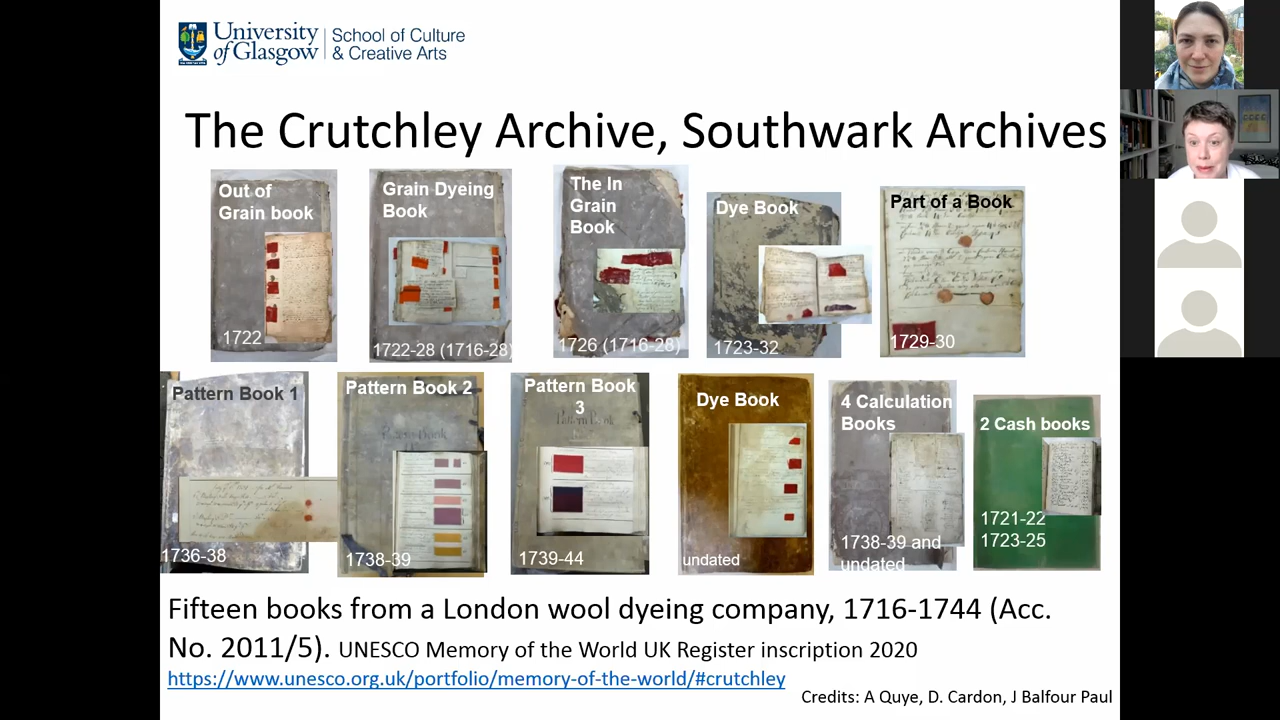 University
of Glasgow
School of Culture
& Creative Arts
The Crutchley Archive, Southwark Archives
Out of
Grain book
1722
Grain Dyeing
Book
1722-28 (1716-28)
The In
Grain
Book
1726 (1716-28)
Dye Book
1723-32
Part of a Book
1729-30
Pattern Book 1
1736-38
Pattern Book 2
Pattern Book
1738-39
Pattern Book
3
Pattern Book
1739-44
Dye Book
undated
4 Calculation
Books
1738-39 and
undated
2 Cash books
1721-22
1723-25
Fifteen books from a London wool dyeing company, 1716-1744 (Acc.
No. 2011/5). UNESCO Memory of the World UK Register inscription 2020
https://www.unesco.org.uk/portfolio/memory-of-the-world/#crutchley
Credits: A Quye, D. Cardon, J Balfour Paul